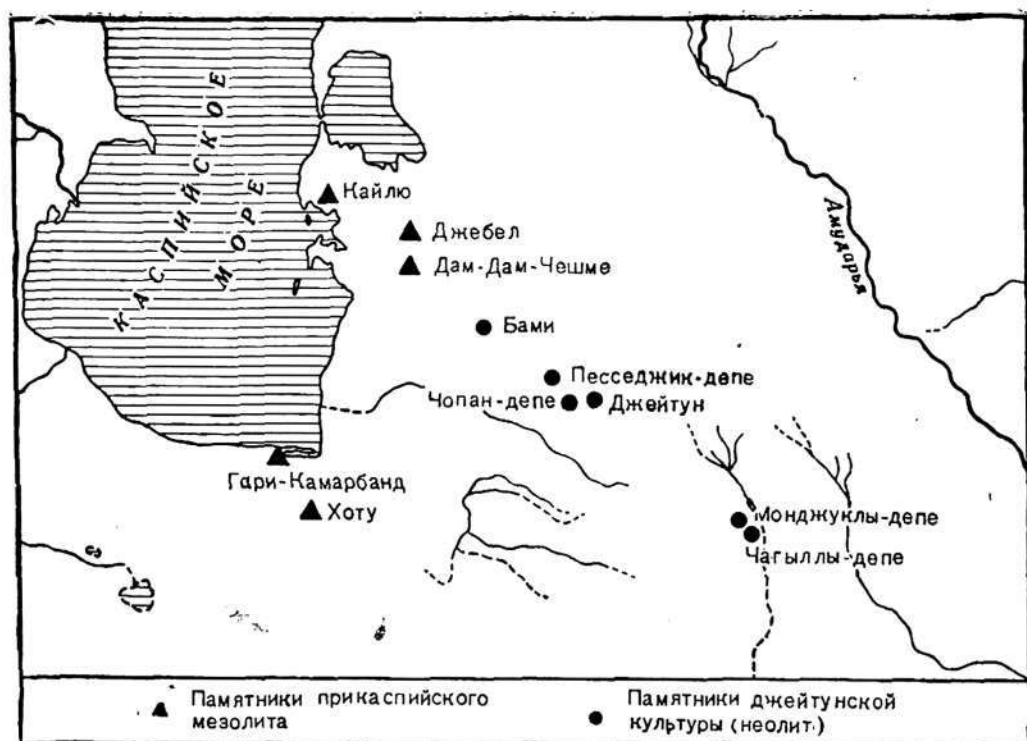 КАСПИЙСКОЕ
МОРЕ
Амударья
Кайлю
Джебел
Дам-Дам-Чешме
Бами
Песседжик-депе
Чопан-депе
Джейтун
Гари-Камарбанд
Хоту
Монджуклы-депе
Чагыллы-депе
Памятники прикаспийского
мезолита
Памятники джейтунской
культуры (неолит.)